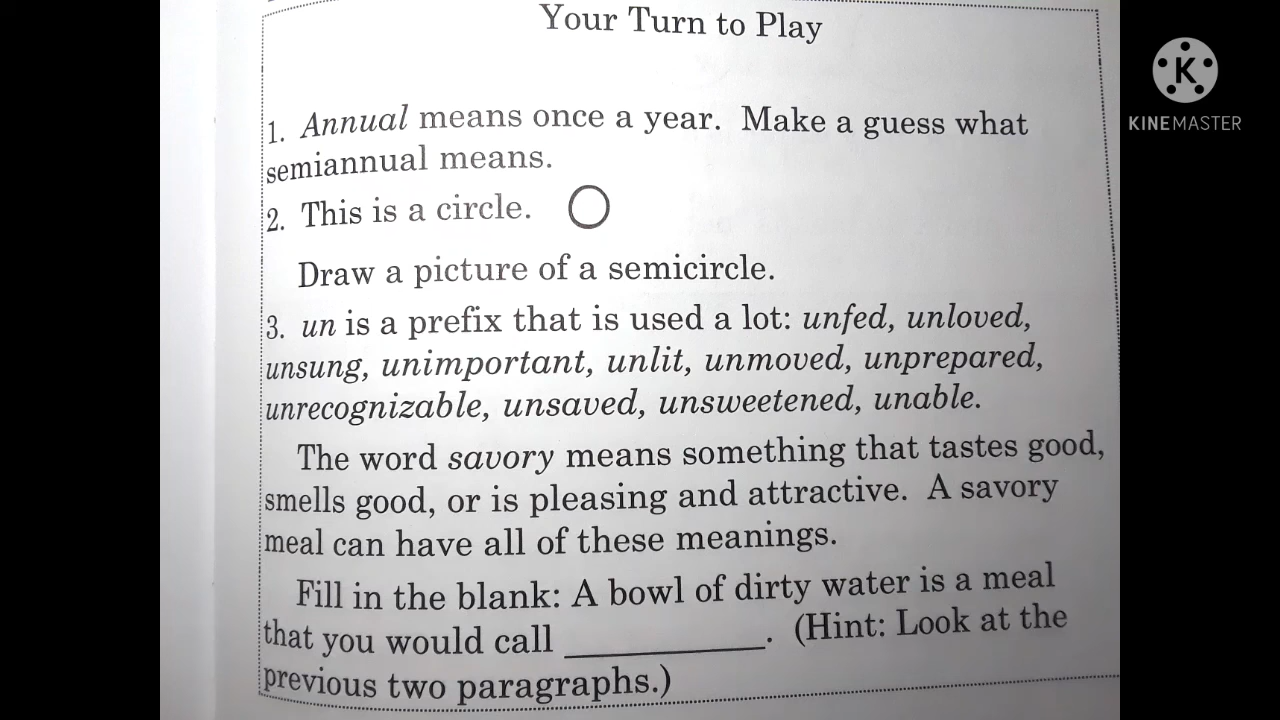 Your Turn to Play
1. Annual means once a year. Make a guess what
semiannual means.
2. This is a circle.
Draw a picture of a semicircle.
3. un is a prefix that is used a lot: unfed, unloved,
unsung, unimportant, unlit, unmoved, unprepared,
unrecognizable, unsaved, unsweetened, unable.
The word savory means something that tastes good,
smells good, or is pleasing and attractive. A savory
meal can have all of these meanings.
Fill in the blank: A bowl of dirty water is a meal
that you would call __________. (Hint: Look at the
previous two paragraphs.)
K
KINEMASTER